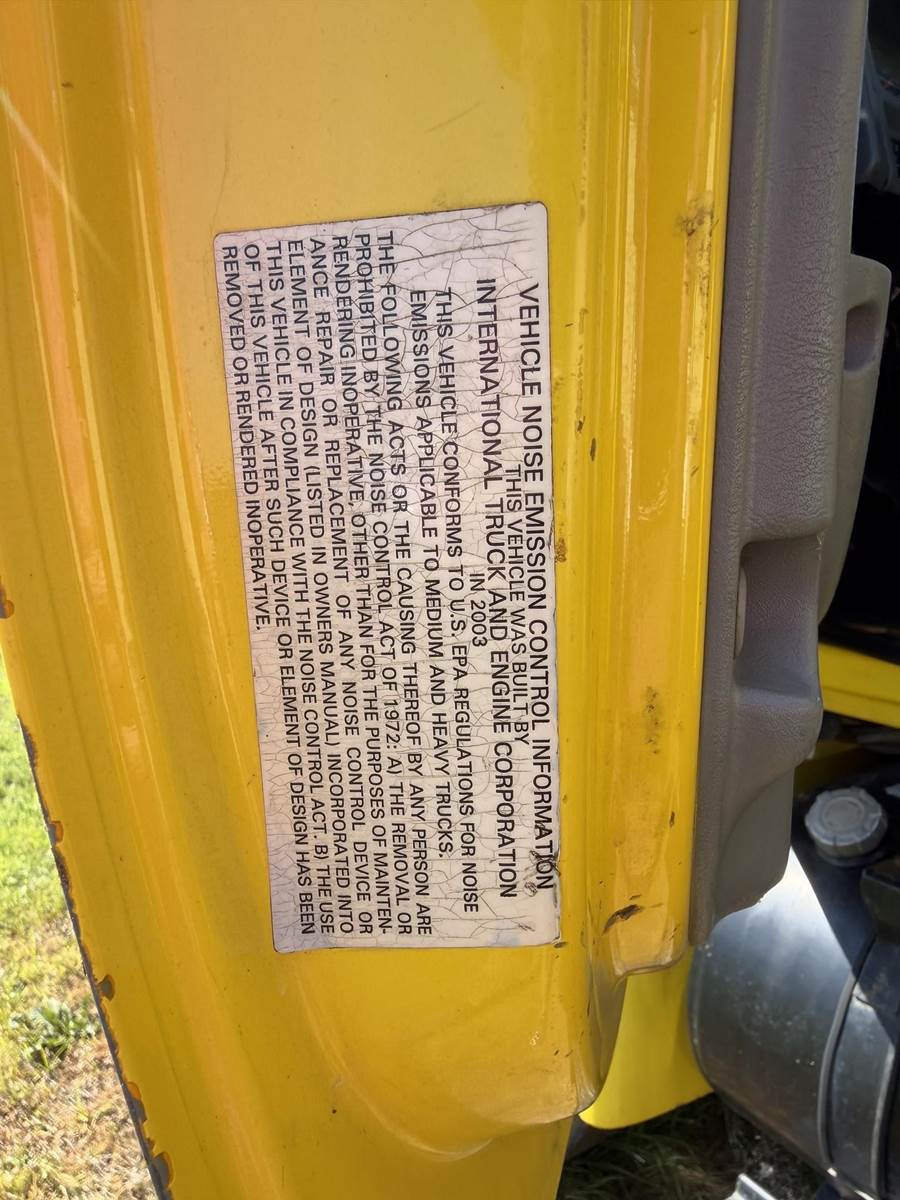 VEHICLE NOISE EMISSION CONTROL INFORMATION
THIS VEHICLE WAS BUILT BY
INTERNATIONAL TRUCK AND ENGINE CORPORATION
IN 2003
THIS VEHICLE CONFORMS TO U.S. EPA REGULATIONS FOR NOISE
EMISSIONS APPLICABLE TO MEDIUM AND HEAVY TRUCKS.
THE FOLLOWING ACTS OR THE CAUSING THEREOF BY ANY PERSON ARE
PROHIBITED BY THE NOISE CONTROL ACT OF 1972: A) THE REMOVAL OR
RENDERING INOPERATIVE, OTHER THAN FOR THE PURPOSES OF MAINTEN-
ANCE REPAIR OR REPLACEMENT OF ANY NOISE CONTROL DEVICE OR
ELEMENT OF DESIGN (LISTED IN OWNERS MANUAL) INCORPORATED INTO
THIS VEHICLE IN COMPLIANCE WITH THE NOISE CONTROL ACT. B) THE USE
OF THIS VEHICLE AFTER SUCH DEVICE OR ELEMENT OF DESIGN HAS BEEN
REMOVED OR RENDERED INOPERATIVE.